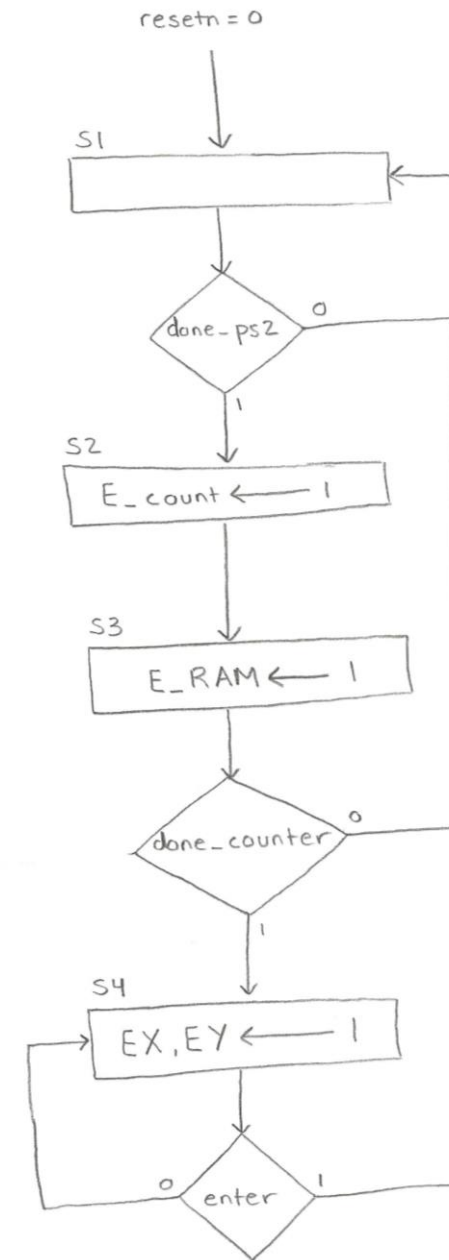 resetn = 0
S1
done_ps2
0
1
S2
E_count ← 1
S3
E_RAM ← 1
done_counter
0
1
S4
EX, EY ← 1
0
enter
1